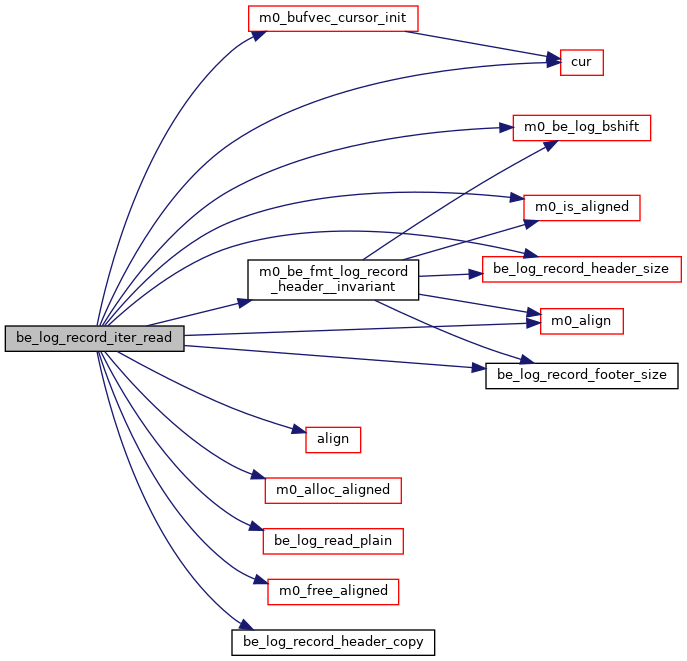 m0_bufvec_cursor_init
cur
m0_be_log_bshift
m0_is_aligned
m0_be_fmt_log_record
_header__invariant
be_log_record_header_size
m0_align
be_log_record_iter_read
be_log_record_footer_size
align
m0_alloc_aligned
be_log_read_plain
m0_free_aligned
be_log_record_header_copy